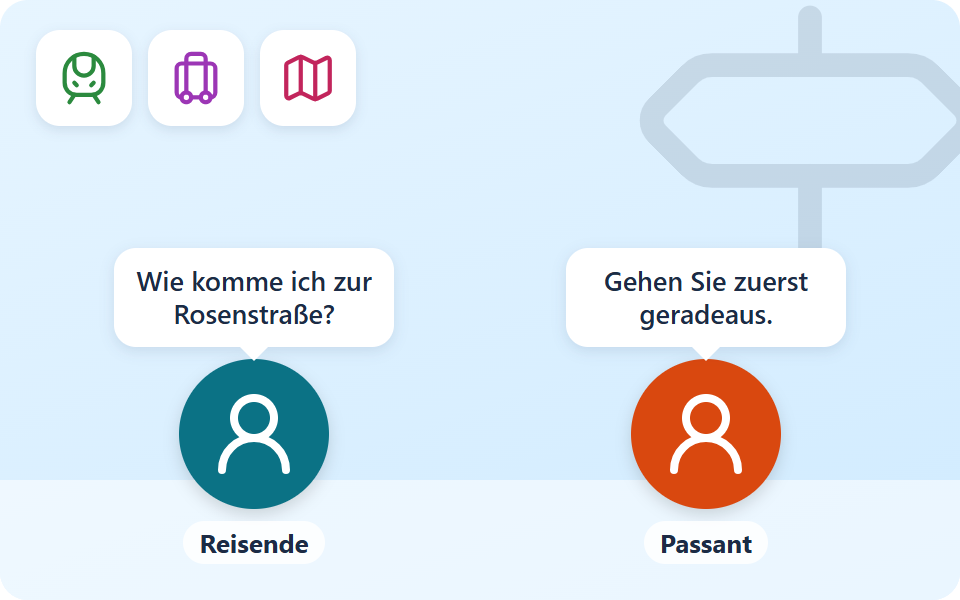 Wie komme ich zur
Rosenstraße?
Gehen Sie zuerst
geradeaus.
Reisende
Passant